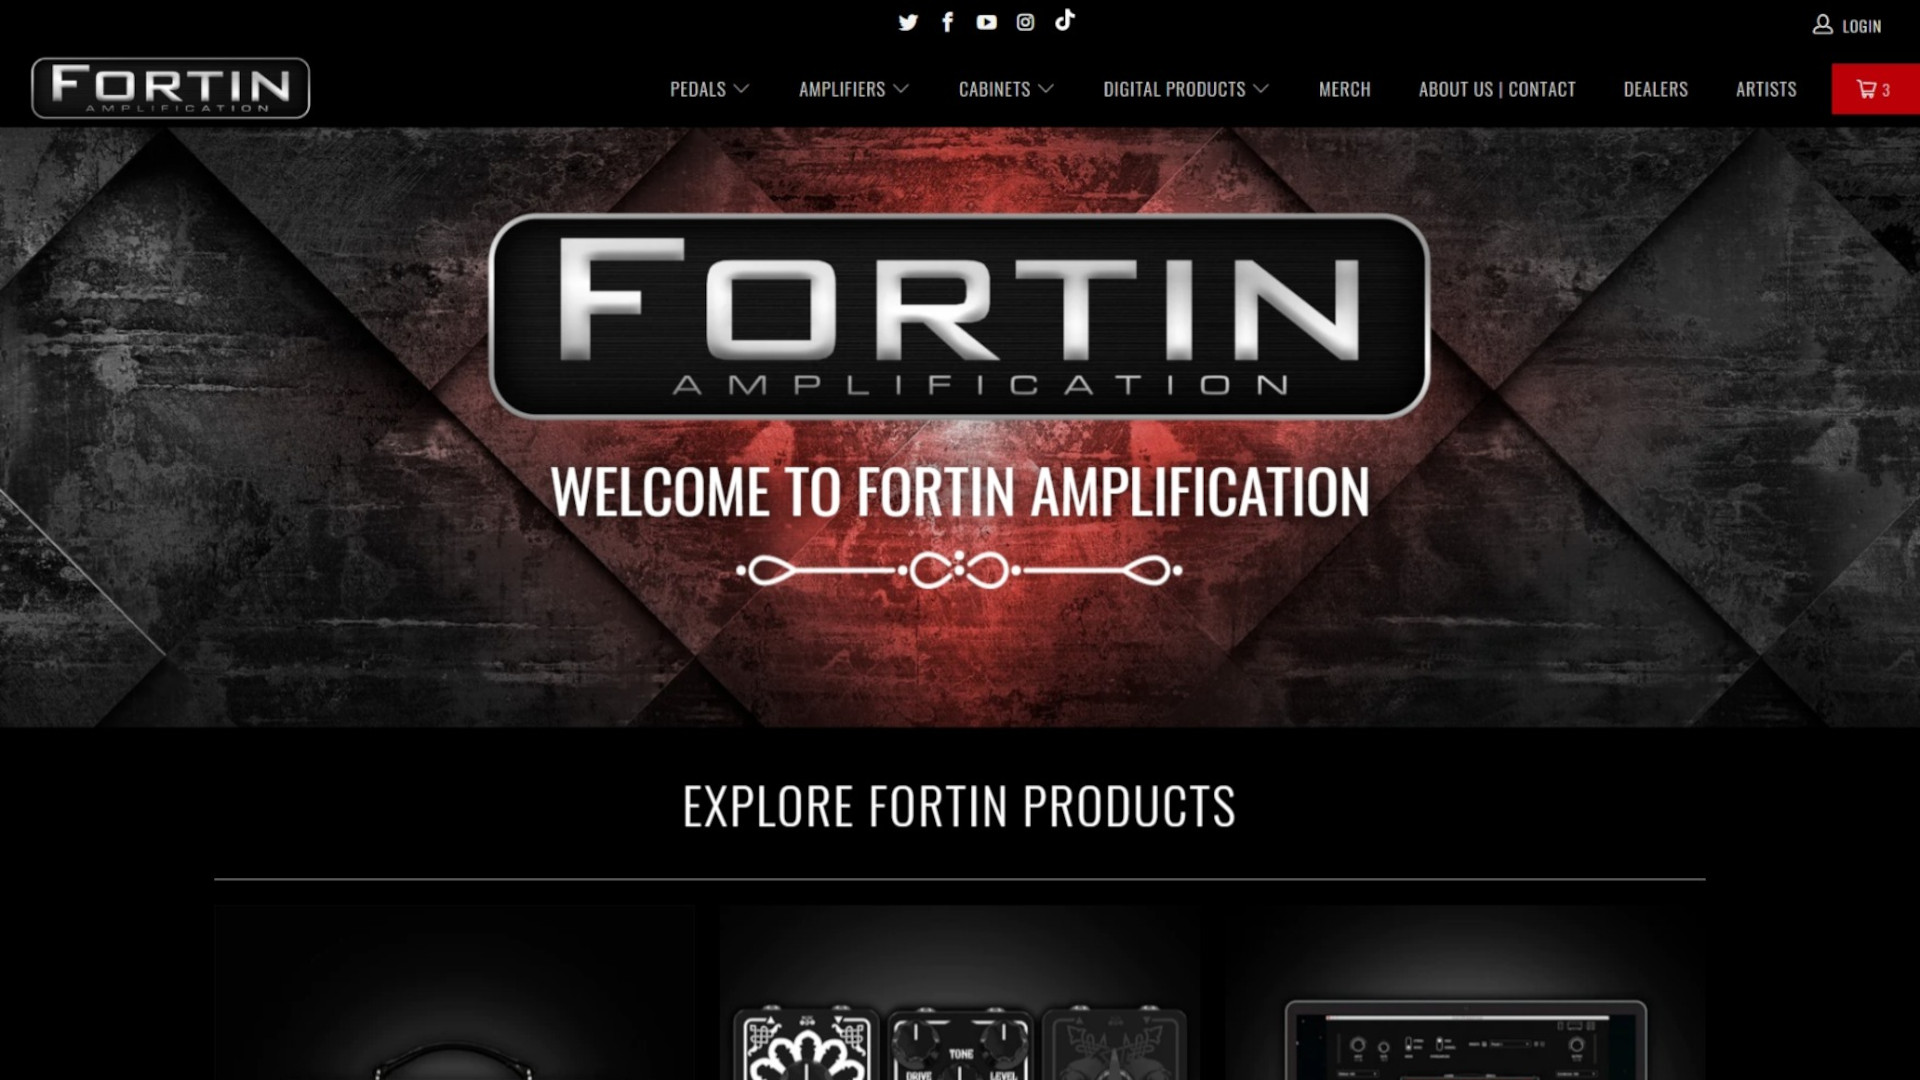 LOGIN
FORTIN
AMPLIFICATION
PEDALS
AMPLIFIERS
CABINETS
DIGITAL PRODUCTS
MERCH
ABOUT US | CONTACT
DEALERS
ARTISTS
3
FORTIN
AMPLIFICATION
WELCOME TO FORTIN AMPLIFICATION
EXPLORE FORTIN PRODUCTS
TONE
DRIVE
LEVEL